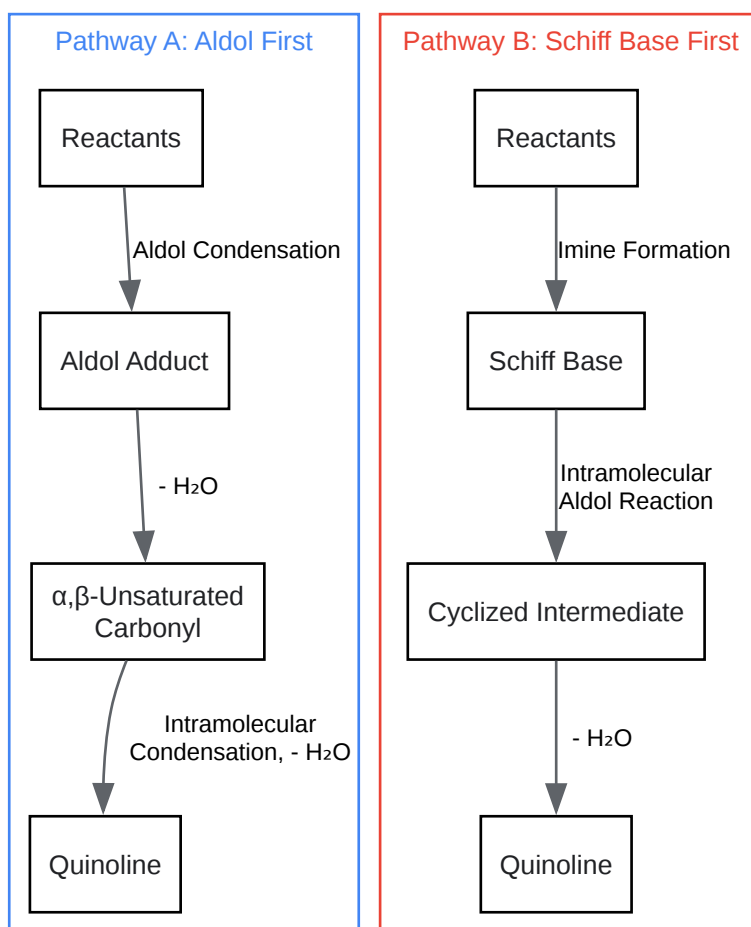 Pathway A: Aldol First
Reactants
Aldol Condensation
Aldol Adduct
- H₂O
α,β-Unsaturated
Carbonyl
Intramolecular
Condensation, - H₂O
Quinoline
Pathway B: Schiff Base First
Reactants
Imine Formation
Schiff Base
Intramolecular
Aldol Reaction
Cyclized Intermediate
- H₂O
Quinoline